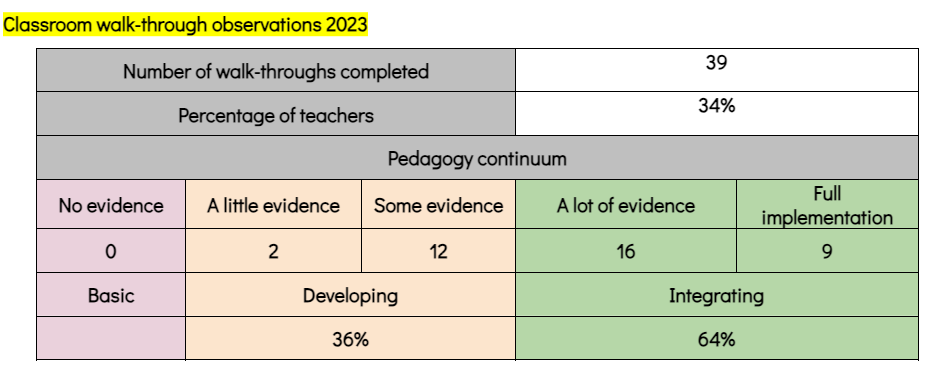 Classroom walk-through observations 2023
Number of walk-throughs completed
39
Percentage of teachers
34%
Pedagogy continuum
No evidence
A little evidence
Some evidence
A lot of evidence
Full
implementation
0
2
12
16
9
Basic
Developing
Integrating
36%
64%